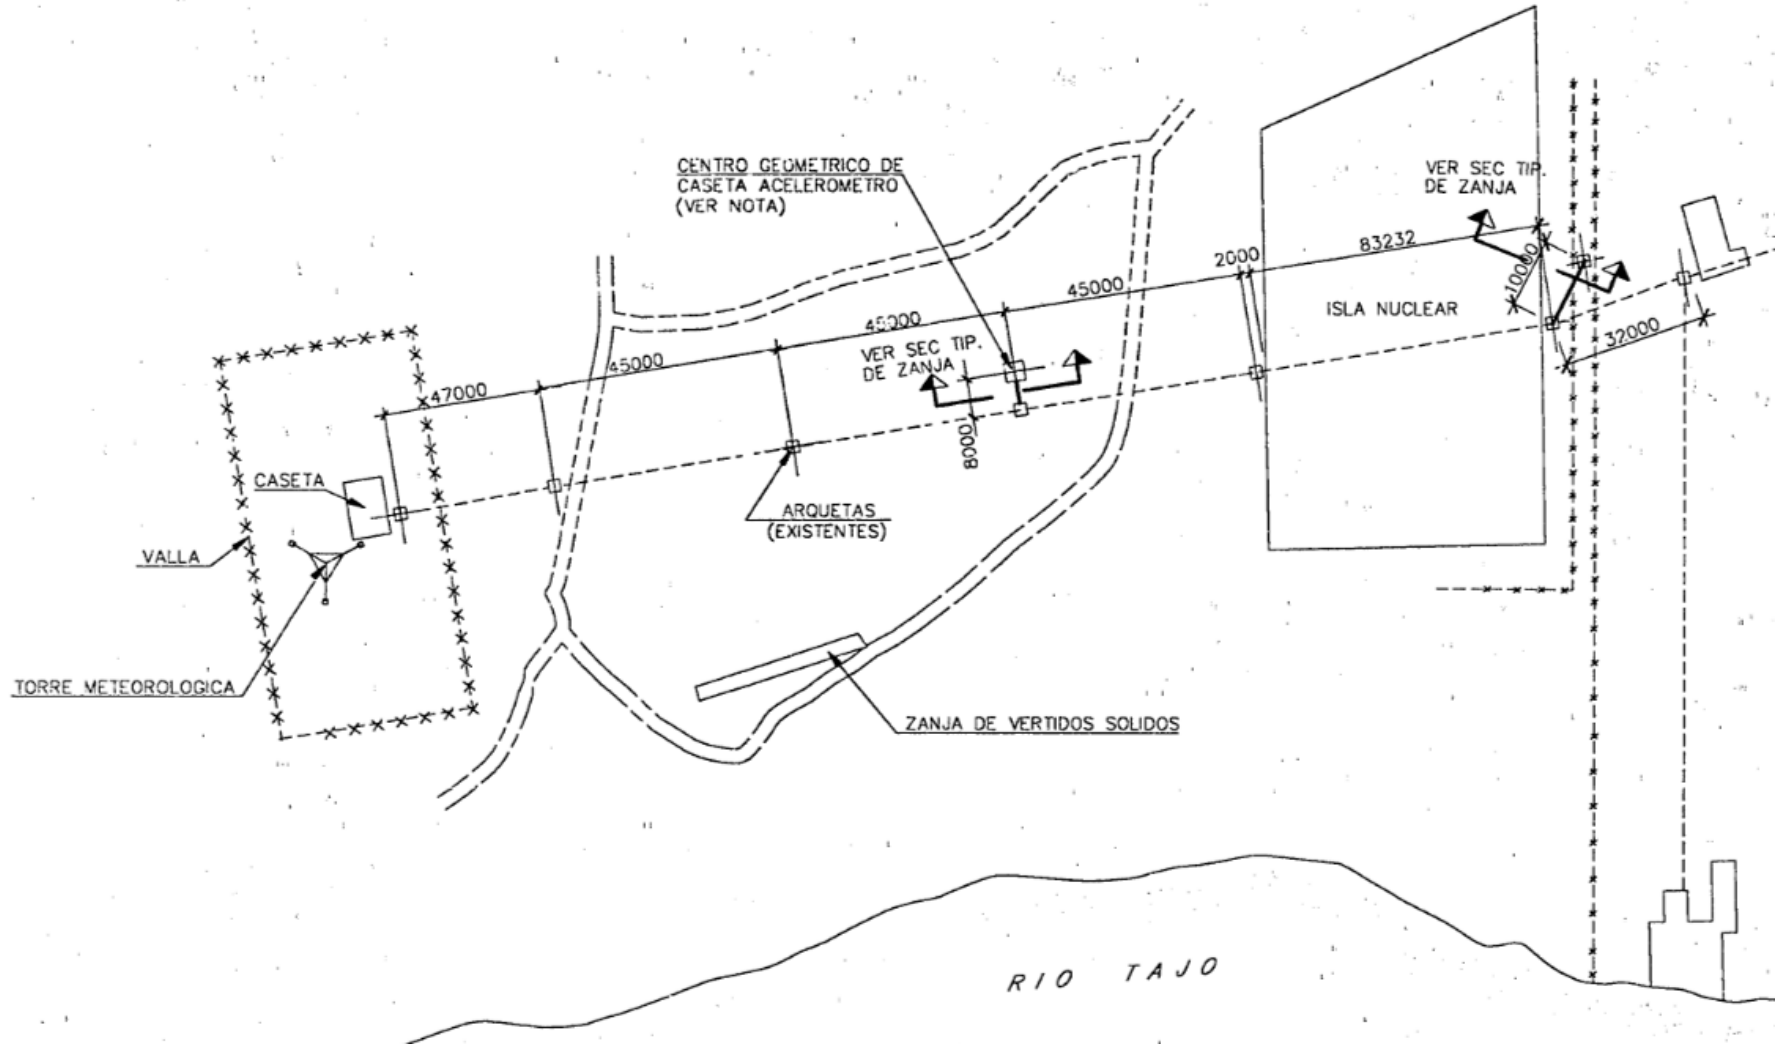 CENTRO GEOMETRICO DE
CASETA ACELEROMETRO
(VER NOTA)
VER SEC TIP.
DE ZANJA
83232
2000
10000
45000
ISLA NUCLEAR
32000
45000
VER SEC TIP.
DE ZANJA
45000
47000
8000
CASETA
ARQUETAS
(EXISTENTES)
VALLA
TORRE METEOROLOGICA
ZANJA DE VERTIDOS SOLIDOS
RIO TAJO